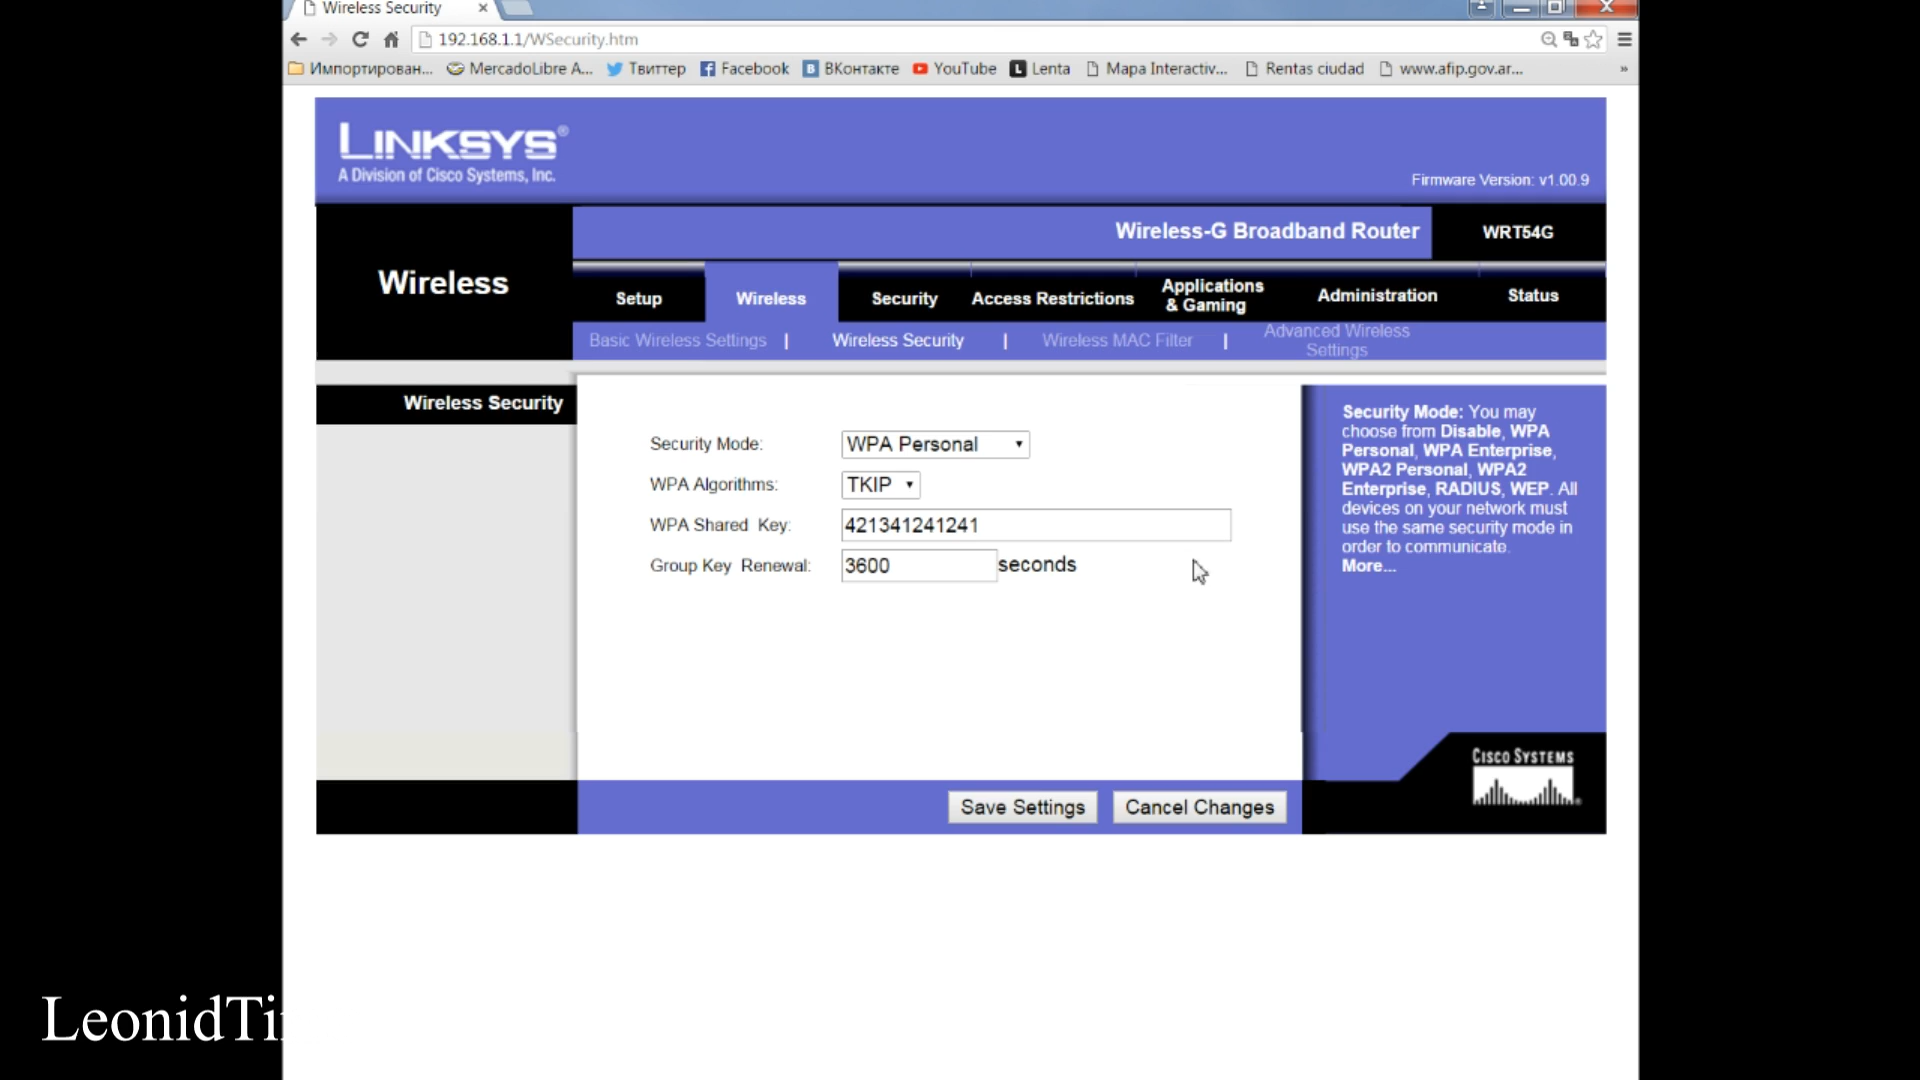 Wireless Security
192.168.1.1/WSecurity.htm
Импортирован... MercadoLibre A... Твиттер Facebook ВКонтакте YouTube Lenta Mapa Interactiv... Rentas ciudad www.afip.gov.ar... »
LINKSYS®
A Division of Cisco Systems, Inc.
Firmware Version: v1.00.9
Wireless-G Broadband Router WRT54G
Wireless
Setup Wireless Security Access Restrictions Applications & Gaming Administration Status
Basic Wireless Settings | Wireless Security | Wireless MAC Filter | Advanced Wireless Settings
Wireless Security
Security Mode: WPA Personal
WPA Algorithms: TKIP
WPA Shared Key: 421341241241
Group Key Renewal: 3600 seconds
Security Mode: You may
choose from Disable, WPA
Personal, WPA Enterprise,
WPA2 Personal, WPA2
Enterprise, RADIUS, WEP. All
devices on your network must
use the same security mode in
order to communicate.
More...
CISCO SYSTEMS
Save Settings Cancel Changes